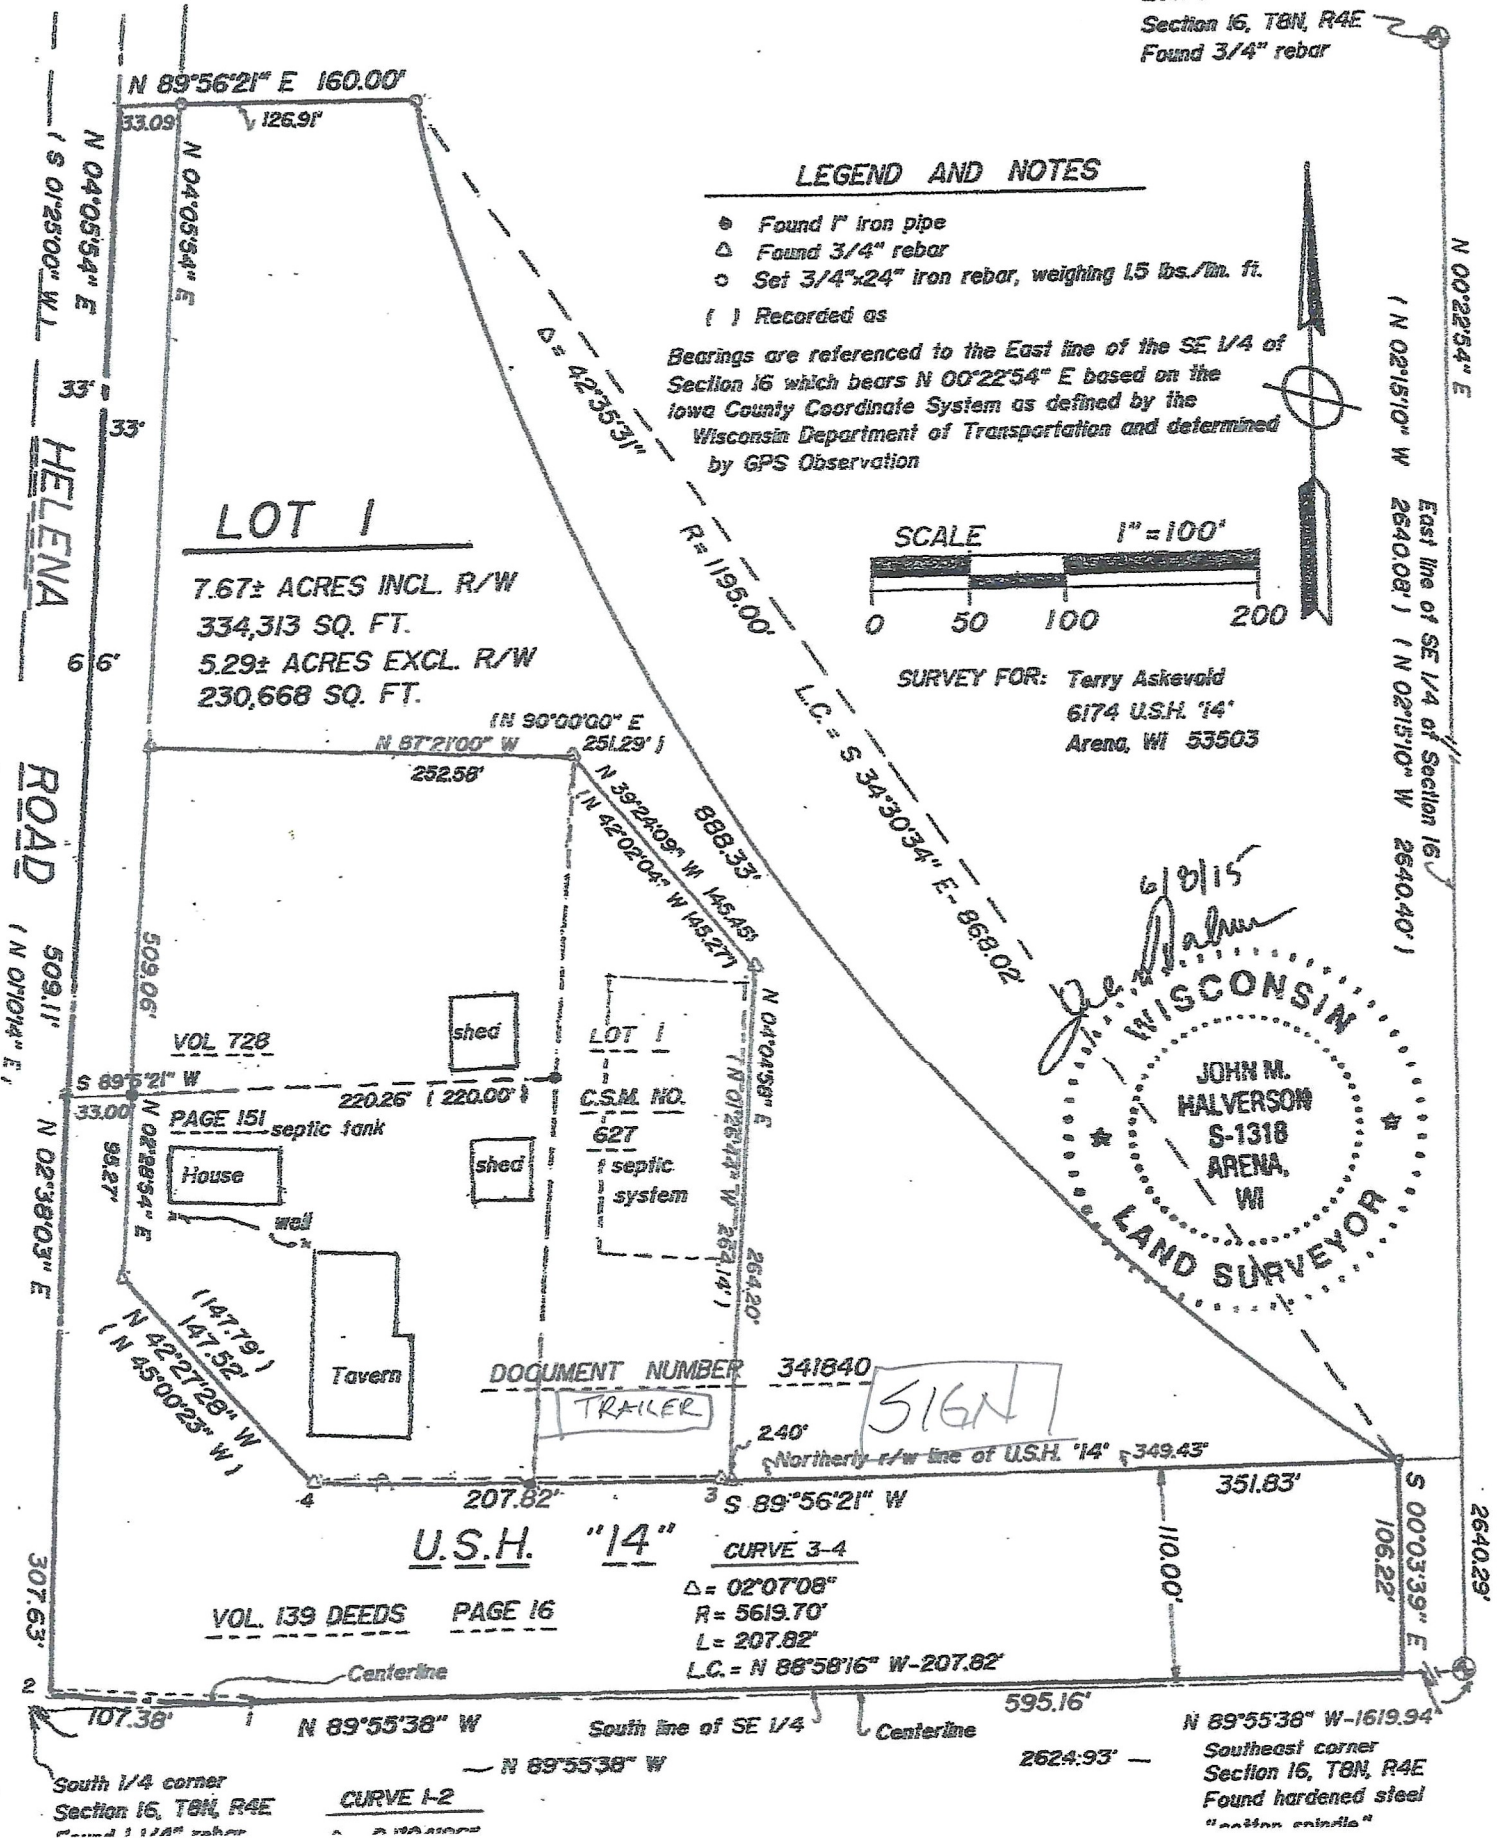 Section 16, T8N, R4E
Found 3/4" rebar
N 89°56'21" E 160.00'
33.09'
126.91'
N 04°05'54" E
( S 01°25'00" W )
N 04°05'54" E
LEGEND AND NOTES
Found 1" iron pipe
Found 3/4" rebar
Set 3/4"x24" iron rebar, weighing 1.5 lbs./lin. ft.
( ) Recorded as
Bearings are referenced to the East line of the SE 1/4 of
Section 16 which bears N 00°22'54" E based on the
Iowa County Coordinate System as defined by the
Wisconsin Department of Transportation and determined
by GPS Observation
N 00°22'54" E
( N 02°15'10" W 2640.08' ) ( N 02°15'10" W 2640.40' )
East line of SE 1/4 of Section 16
Δ= 42°35'31"
R= 1195.00'
L.C. = S 34°30'34" E- 868.02'
888.33'
33'
33'
HELENA ROAD
66'
LOT 1
7.67± ACRES INCL. R/W
334,313 SQ. FT.
5.29± ACRES EXCL. R/W
230,668 SQ. FT.
SCALE 1"=100'
0 50 100 200
SURVEY FOR: Terry Askevold
6174 U.S.H. "14"
Arena, WI 53503
(N 90°00'00" E
251.29' )
N 87°21'00" W
252.58'
N 39°24'09" W 145.45'
(N 42°02'04" W 145.27')
509.11'
( N 01°10'14" E )
509.06'
6/8/15
WISCONSIN
JOHN M.
HALVERSON
S-1318
ARENA,
WI
LAND SURVEYOR
VOL 728
shed
LOT 1
N 04°04'59" E
264.20'
S 89°56'21" W
33.00'
220.26' ( 220.00' )
C.S.M. NO.
627
PAGE 151
septic tank
N 02°28'54" E
95.27'
N 02°38'03" E
House
shed
septic
system
well
(147.79')
147.52'
N 42°27'28" W
( N 45°00'23" W )
Tavern
DOCUMENT NUMBER 341840
TRAILER
SIGN
2.40'
Northerly r/w line of U.S.H. "14"
349.43'
351.83'
4
207.82'
3
S 89°56'21" W
U.S.H. "14"
CURVE 3-4
Δ= 02°07'08"
R= 5619.70'
L= 207.82'
L.C. = N 88°58'16" W-207.82'
110.00'
S 00°03'39" E
106.22'
2640.29'
307.63'
VOL. 139 DEEDS PAGE 16
Centerline
2
107.38'
1
N 89°55'38" W
South line of SE 1/4
Centerline
595.16'
N 89°55'38" W-1619.94'
N 89°55'38" W
2624.93'
South 1/4 corner
Section 16, T8N, R4E
Found 1 1/4" rebar
CURVE 1-2
Southeast corner
Section 16, T8N, R4E
Found hardened steel
"cotton spindle"